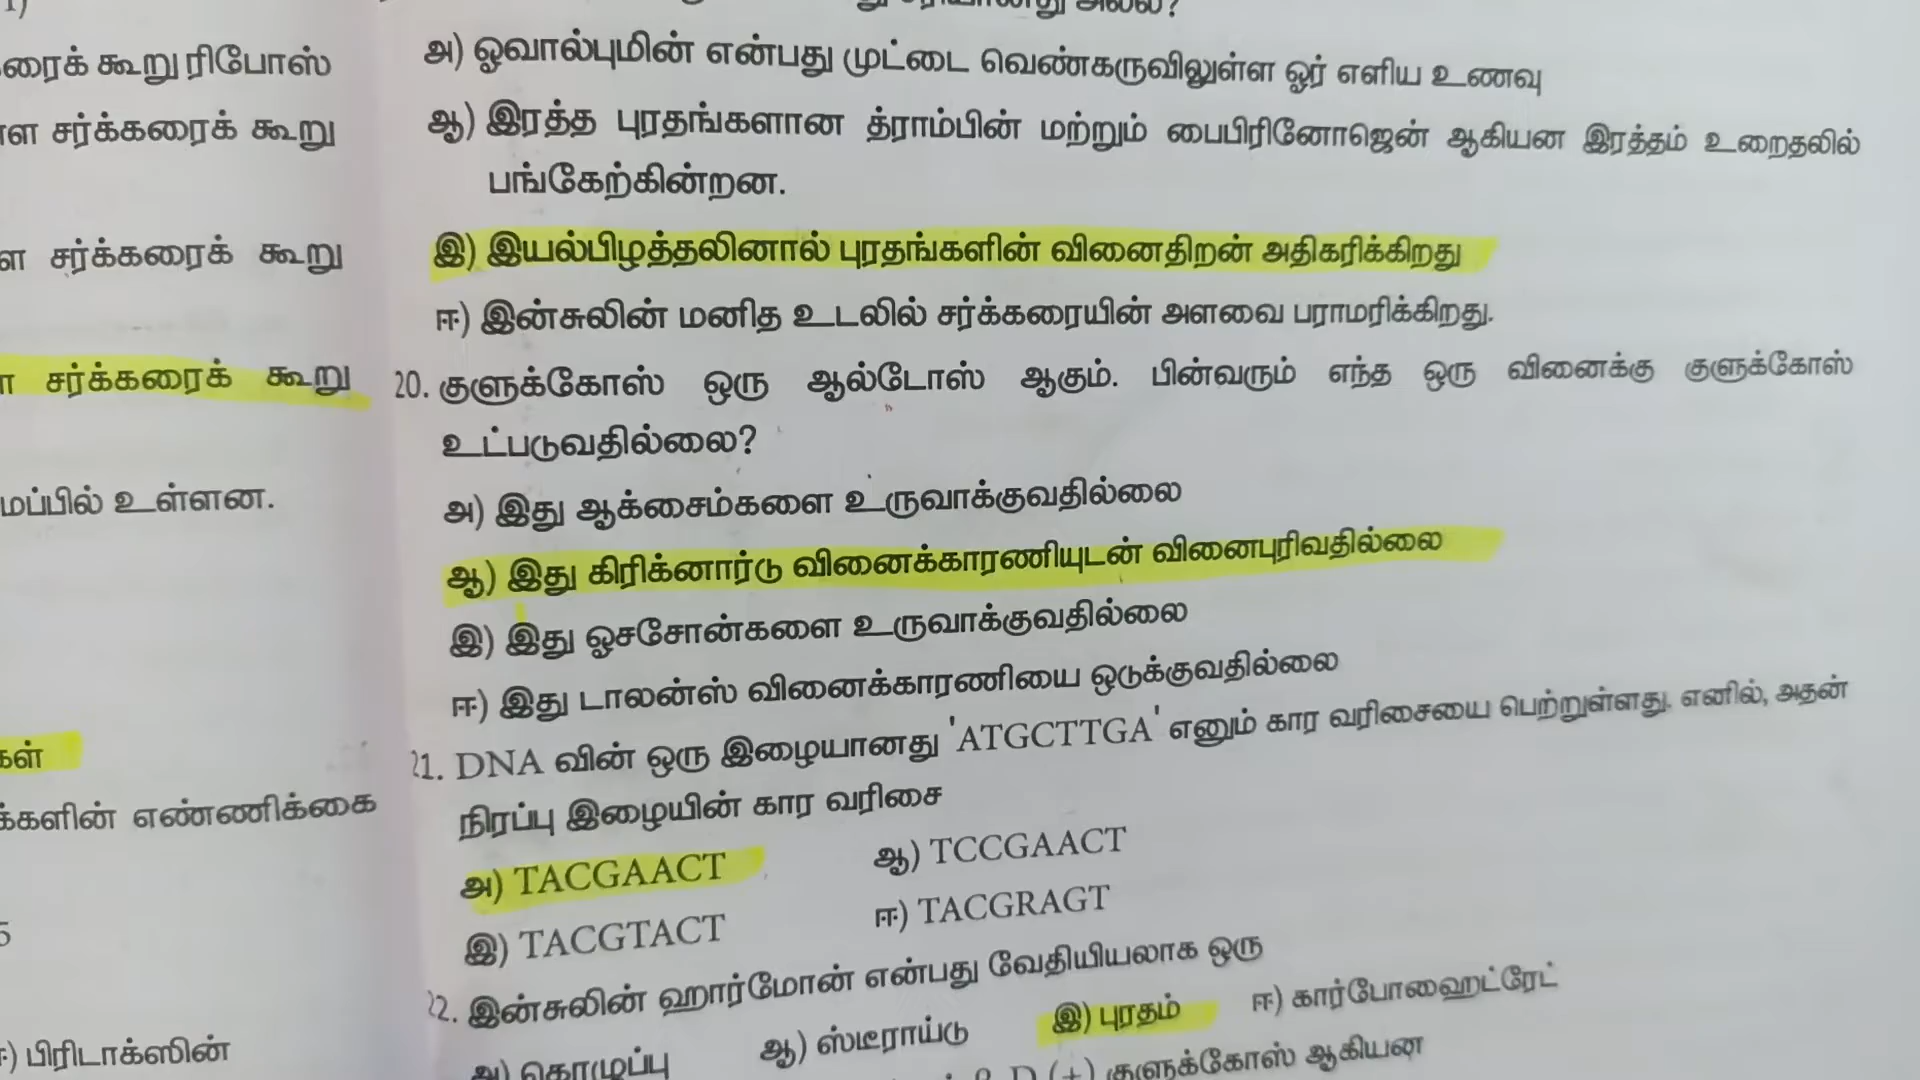 ரைக் கூறு ரிபோஸ்
ள சர்க்கரைக் கூறு
ள சர்க்கரைக் கூறு
சர்க்கரைக் கூறு
மப்பில் உள்ளன.
கள்
க்களின் எண்ணிக்கை
5
ஈ) பிரிடாக்ஸின்
அ) ஓவால்புமின் என்பது முட்டை வெண்கருவிலுள்ள ஓர் எளிய உணவு
ஆ) இரத்த புரதங்களான த்ராம்பின் மற்றும் பைபிரினோஜென் ஆகியன இரத்தம் உறைதலில்
பங்கேற்கின்றன.
இ) இயல்பிழத்தலினால் புரதங்களின் வினைதிறன் அதிகரிக்கிறது
ஈ) இன்சுலின் மனித உடலில் சர்க்கரையின் அளவை பராமரிக்கிறது.
20. குளுக்கோஸ் ஒரு ஆல்டோஸ் ஆகும். பின்வரும் எந்த ஒரு வினைக்கு குளுக்கோஸ்
உட்படுவதில்லை?
அ) இது ஆக்சைம்களை உருவாக்குவதில்லை
ஆ) இது கிரிக்னார்டு வினைக்காரணியுடன் வினைபுரிவதில்லை
இ) இது ஓசசோன்களை உருவாக்குவதில்லை
ஈ) இது டாலன்ஸ் வினைக்காரணியை ஒடுக்குவதில்லை
21. DNA வின் ஒரு இழையானது 'ATGCTTGA' எனும் கார வரிசையை பெற்றுள்ளது. எனில், அதன்
நிரப்பு இழையின் கார வரிசை
அ) TACGAACT ஆ) TCCGAACT
இ) TACGTACT ஈ) TACGRAGT
22. இன்சுலின் ஹார்மோன் என்பது வேதியியலாக ஒரு
அ) கொழுப்பு ஆ) ஸ்டீராய்டு இ) புரதம் ஈ) கார்போஹைட்ரேட்
D (+) குளுக்கோஸ் ஆகியன